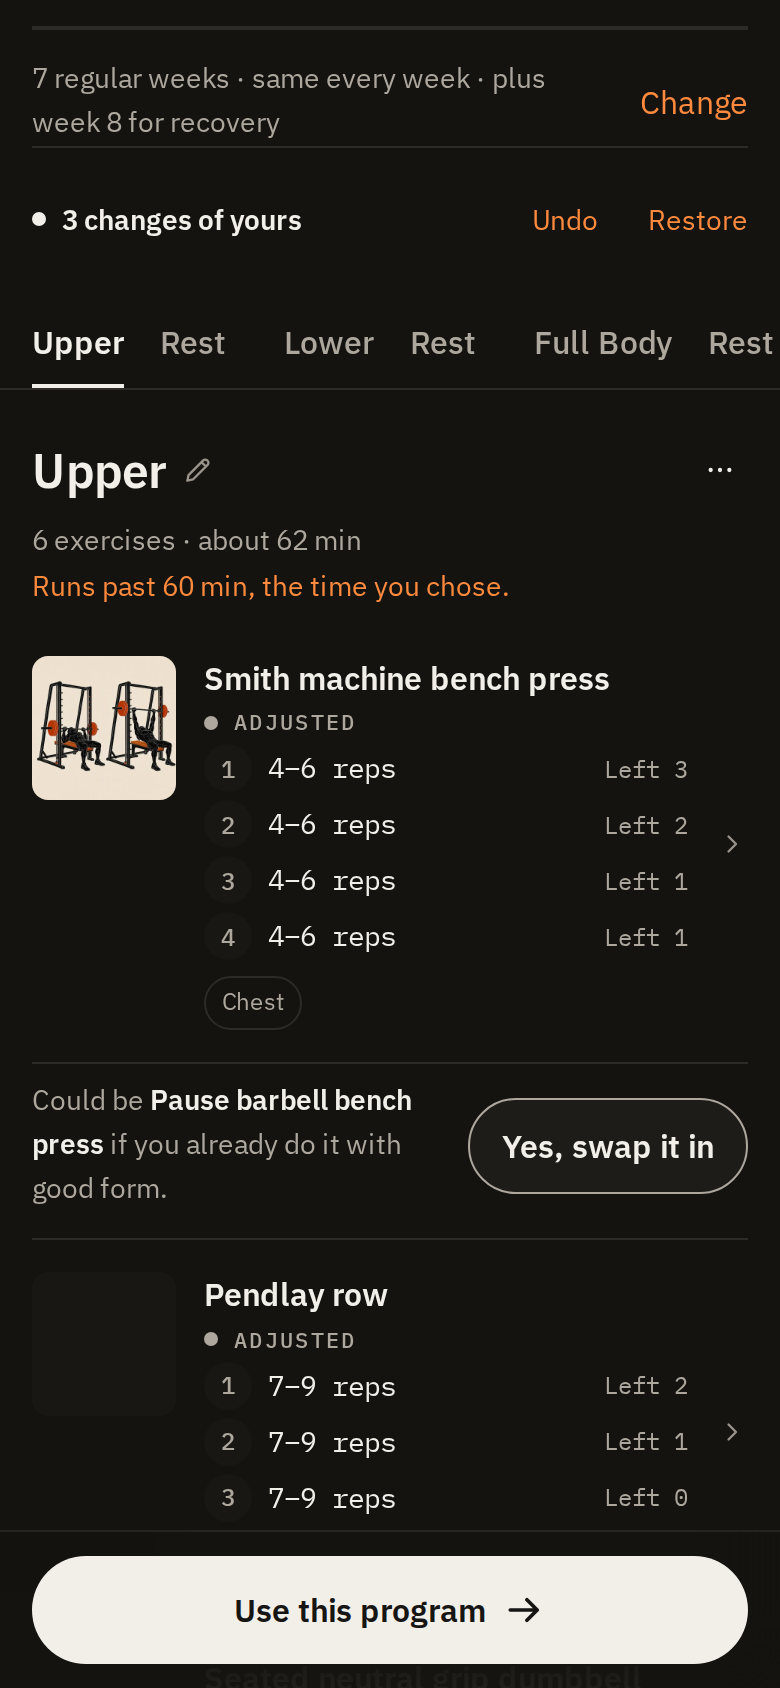 7 regular weeks · same every week · plus
week 8 for recovery
Change
3 changes of yours
Undo
Restore
Upper
Rest
Lower
Rest
Full Body
Rest
Upper
6 exercises · about 62 min
Runs past 60 min, the time you chose.
Smith machine bench press
ADJUSTED
1 4–6 reps Left 3
2 4–6 reps Left 2
3 4–6 reps Left 1
4 4–6 reps Left 1
Chest
Could be Pause barbell bench
press if you already do it with
good form.
Yes, swap it in
Pendlay row
ADJUSTED
1 7–9 reps Left 2
2 7–9 reps Left 1
3 7–9 reps Left 0
Use this program →
Seated neutral grip dumbbell